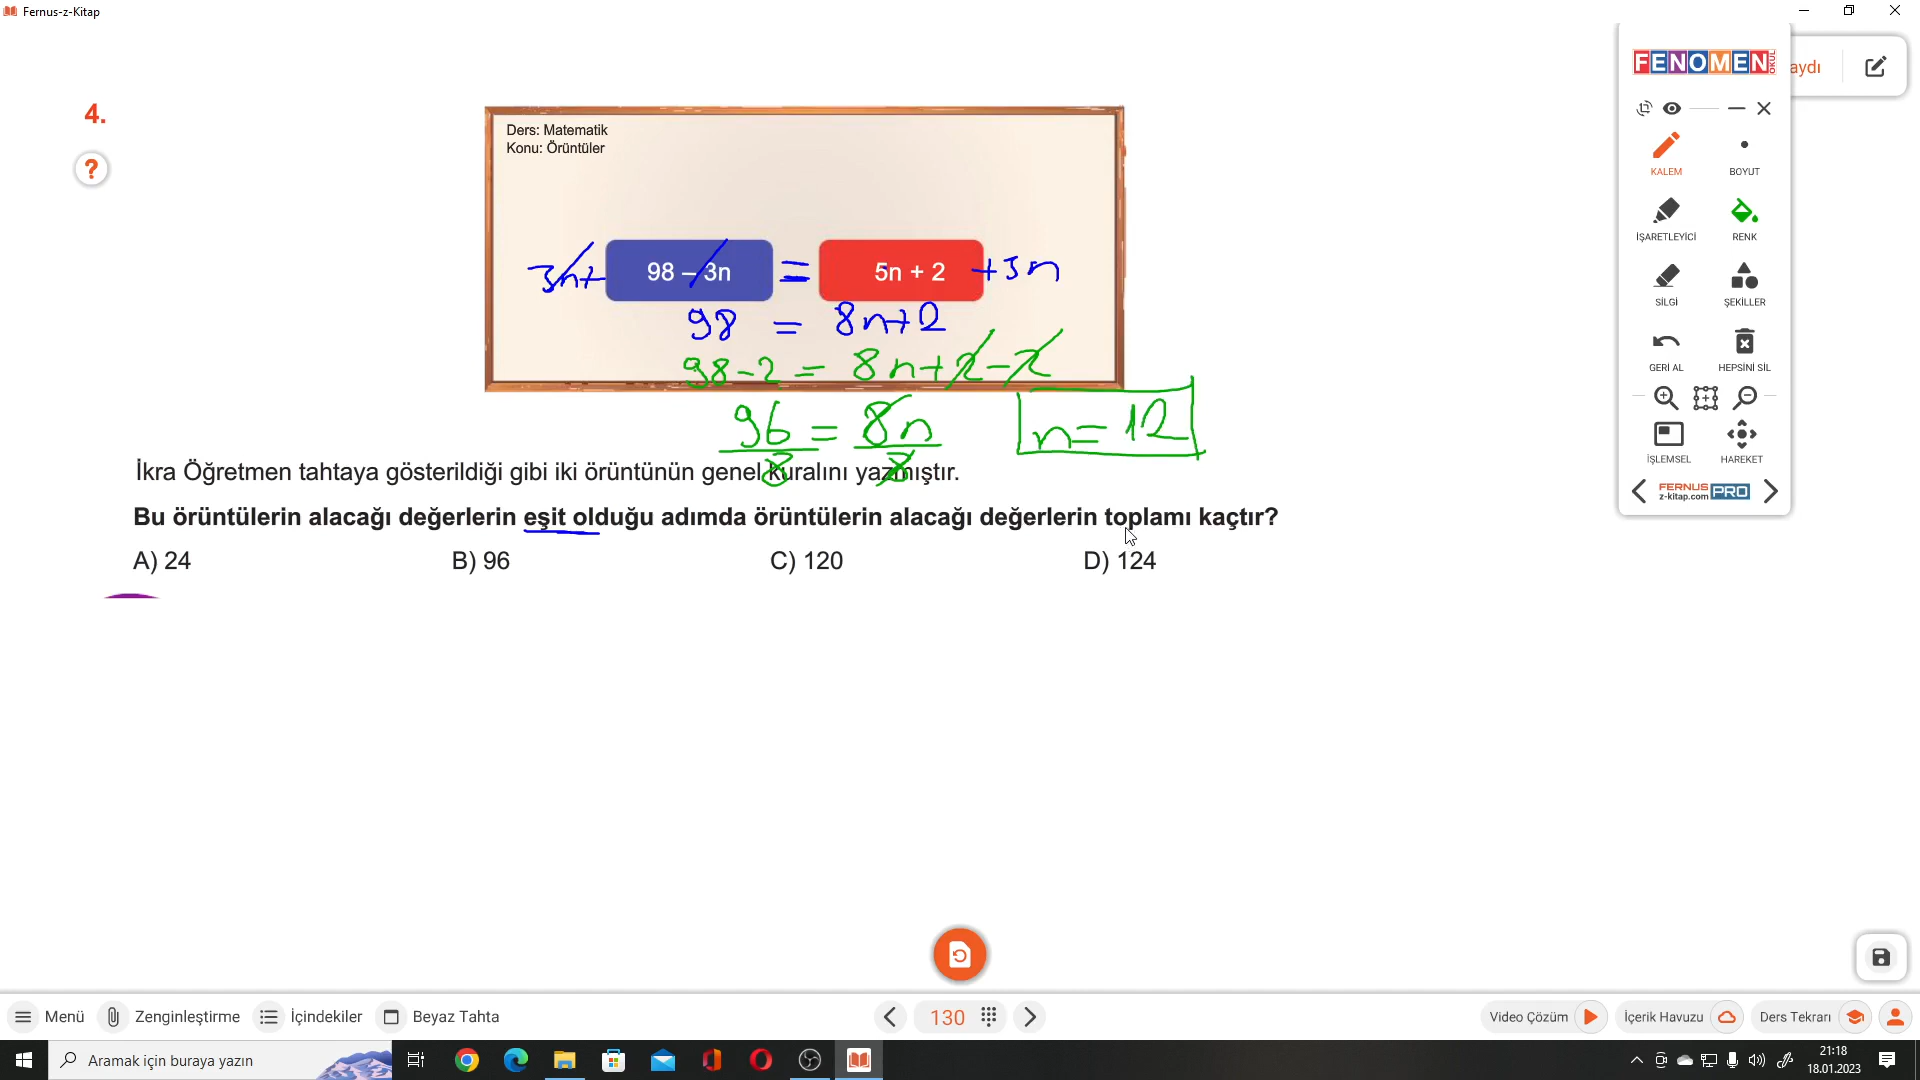 Fernus-z-Kitap
FENOMEN OKUL
aydı
4.
?
Ders: Matematik
Konu: Örüntüler
3n+ 98 – 3n = 5n + 2 +3n
98 = 8n+2
98-2 = 8n+2-2
96/8 = 8n/8
n=12
İkra Öğretmen tahtaya gösterildiği gibi iki örüntünün genel kuralını yazmıştır.
Bu örüntülerin alacağı değerlerin eşit olduğu adımda örüntülerin alacağı değerlerin toplamı kaçtır?
A) 24 B) 96 C) 120 D) 124
KALEM BOYUT
İŞARETLEYİCİ RENK
SİLGİ ŞEKİLLER
GERİ AL HEPSİNİ SİL
İŞLEMSEL HAREKET
FERNUS z-kitap.com PRO
Menü Zenginleştirme İçindekiler Beyaz Tahta 130 Video Çözüm İçerik Havuzu Ders Tekrarı
Aramak için buraya yazın
21:18
18.01.2023